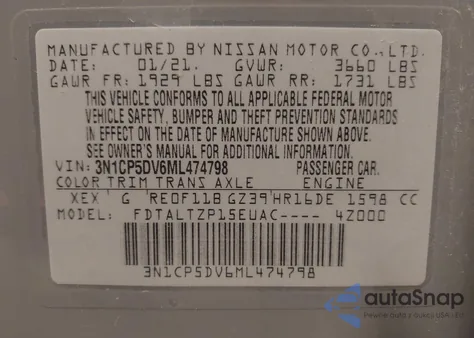 MANUFACTURED BY NISSAN MOTOR CO.,LTD.
DATE: 01/21. GVWR: 3660 LBS
GAWR FR: 1929 LBS GAWR RR: 1731 LBS
THIS VEHICLE CONFORMS TO ALL APPLICABLE FEDERAL MOTOR
VEHICLE SAFETY, BUMPER AND THEFT PREVENTION STANDARDS
IN EFFECT ON THE DATE OF MANUFACTURE SHOWN ABOVE.
SEE OWNER'S MANUAL FOR ADDITIONAL INFORMATION.
VIN: 3N1CP5DV6ML474798 PASSENGER CAR.
COLOR TRIM TRANS AXLE ENGINE
XEX G RE0F11B GZ39 HR16DE 1598 CC
MODEL: FDTALTZP15EUAC---- 4Z000
3N1CP5DV6ML474798
autoSnap